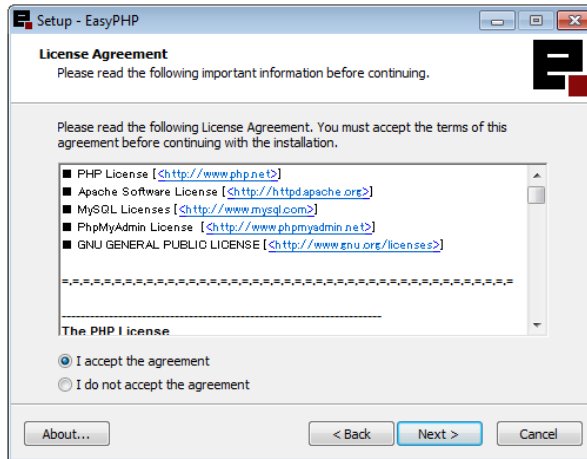 Setup - EasyPHP
License Agreement
Please read the following important information before continuing.
Please read the following License Agreement. You must accept the terms of this
agreement before continuing with the installation.
■ PHP License [<http://www.php.net>]
■ Apache Software License [<http://httpd.apache.org>]
■ MySQL Licenses [<http://www.mysql.com>]
■ PhpMyAdmin License [<http://www.phpmyadmin.net>]
■ GNU GENERAL PUBLIC LICENSE [<http://www.gnu.org/licenses>]
=.=.=.=.=.=.=.=.=.=.=.=.=.=.=.=.=.=.=.=.=.=.=.=.=.=.=.=.=.=.=.=.=.=.=.=.=.=.=.=.=
--------------------------------------------------------------------
The PHP License
I accept the agreement
I do not accept the agreement
About...
< Back
Next >
Cancel